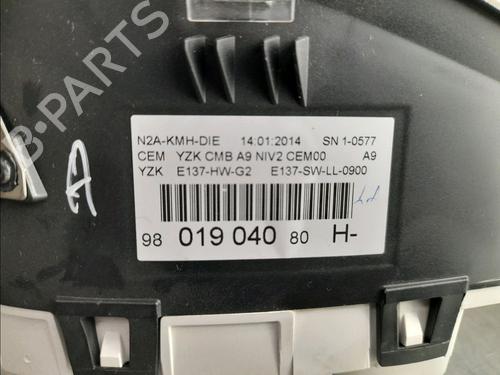 B-PARTS
N2A-KMH-DIE 14.01.2014 SN 1-0577
CEM YZK CMB A9 NIV2 CEM00 A9
YZK E137-HW-G2 E137-SW-LL-0900
98 019 040 80 H-
A